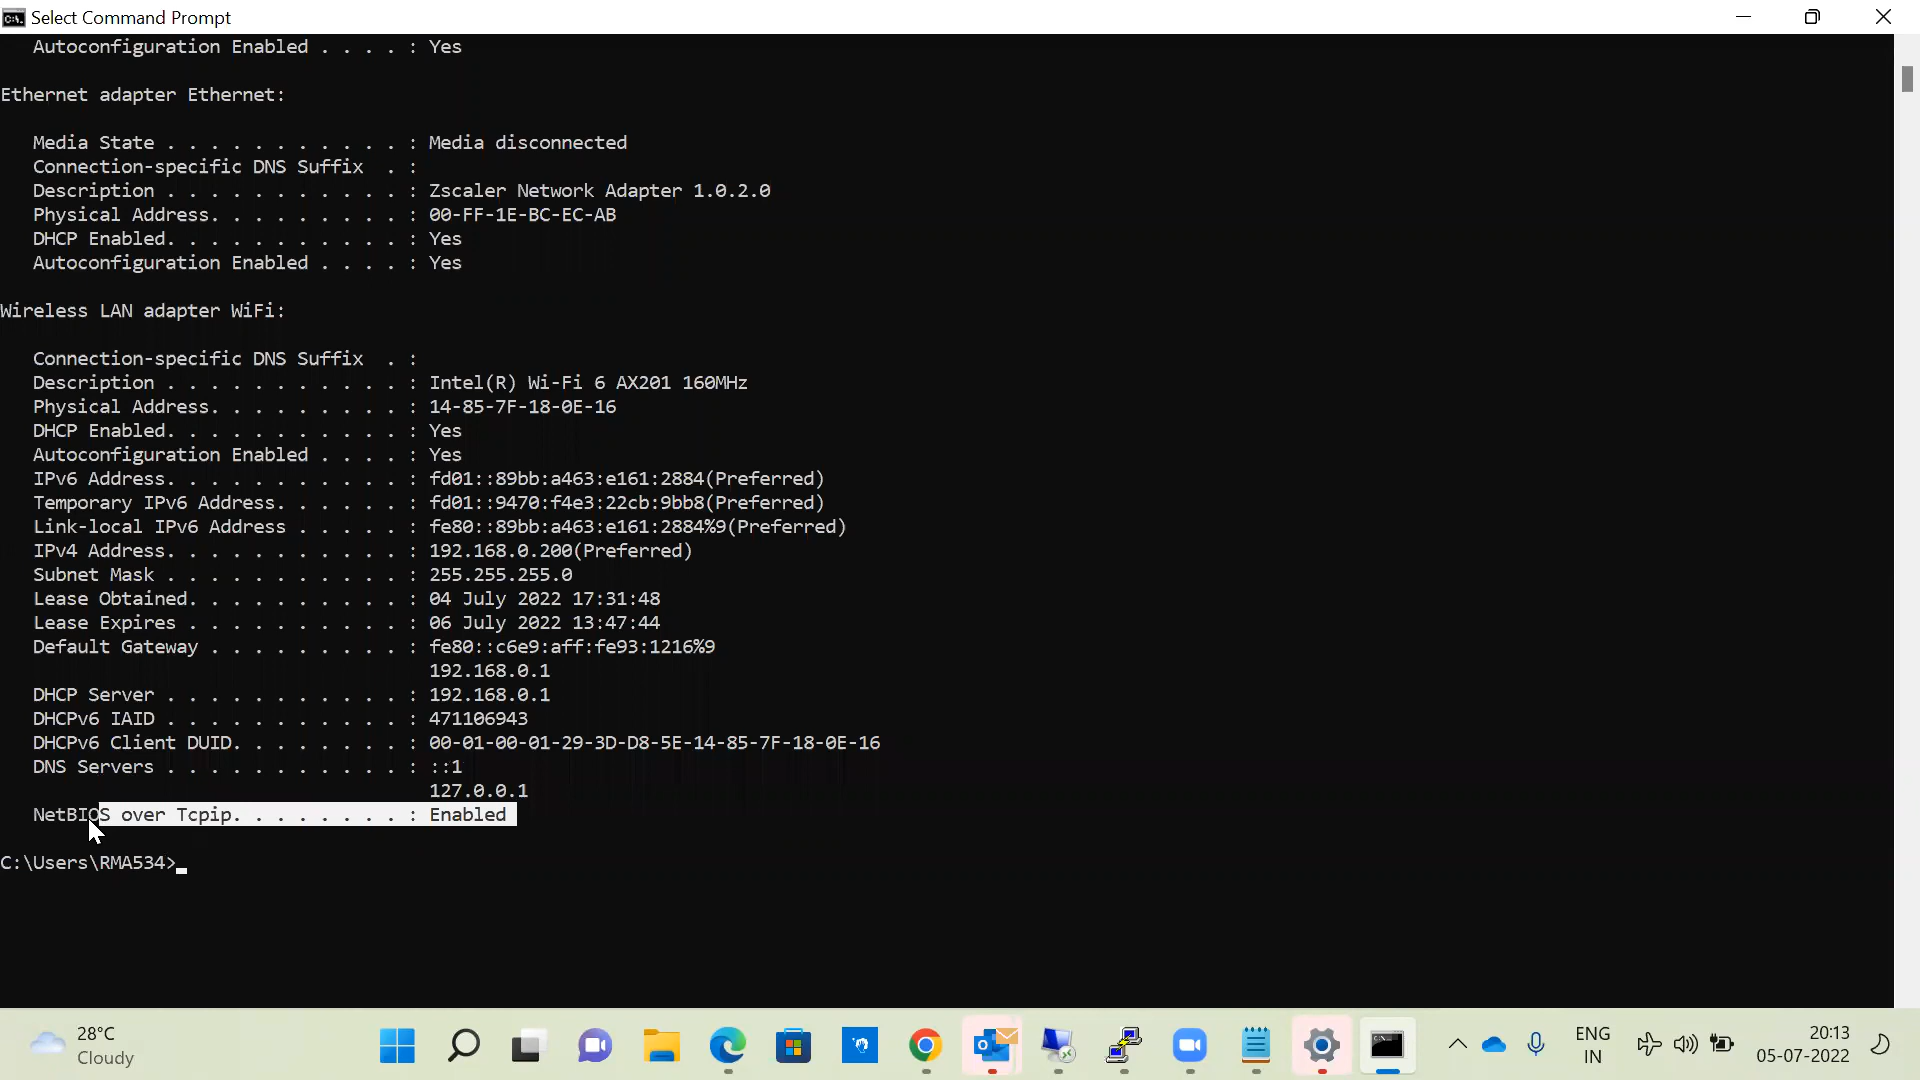 Select Command Prompt
Autoconfiguration Enabled . . . . : Yes
Ethernet adapter Ethernet:
Media State . . . . . . . . . . . : Media disconnected
Connection-specific DNS Suffix  . :
Description . . . . . . . . . . . : Zscaler Network Adapter 1.0.2.0
Physical Address. . . . . . . . . : 00-FF-1E-BC-EC-AB
DHCP Enabled. . . . . . . . . . . : Yes
Autoconfiguration Enabled . . . . : Yes
Wireless LAN adapter WiFi:
Connection-specific DNS Suffix  . :
Description . . . . . . . . . . . : Intel(R) Wi-Fi 6 AX201 160MHz
Physical Address. . . . . . . . . : 14-85-7F-18-0E-16
DHCP Enabled. . . . . . . . . . . : Yes
Autoconfiguration Enabled . . . . : Yes
IPv6 Address. . . . . . . . . . . : fd01::89bb:a463:e161:2884(Preferred)
Temporary IPv6 Address. . . . . . : fd01::9470:f4e3:22cb:9bb8(Preferred)
Link-local IPv6 Address . . . . . : fe80::89bb:a463:e161:2884%9(Preferred)
IPv4 Address. . . . . . . . . . . : 192.168.0.200(Preferred)
Subnet Mask . . . . . . . . . . . : 255.255.255.0
Lease Obtained. . . . . . . . . . : 04 July 2022 17:31:48
Lease Expires . . . . . . . . . . : 06 July 2022 13:47:44
Default Gateway . . . . . . . . . : fe80::c6e9:aff:fe93:1216%9
192.168.0.1
DHCP Server . . . . . . . . . . . : 192.168.0.1
DHCPv6 IAID . . . . . . . . . . . : 471106943
DHCPv6 Client DUID. . . . . . . . : 00-01-00-01-29-3D-D8-5E-14-85-7F-18-0E-16
DNS Servers . . . . . . . . . . . : ::1
127.0.0.1
NetBIOS over Tcpip. . . . . . . . : Enabled
C:\Users\RMA534>
28°C
Cloudy
ENG
IN
20:13
05-07-2022